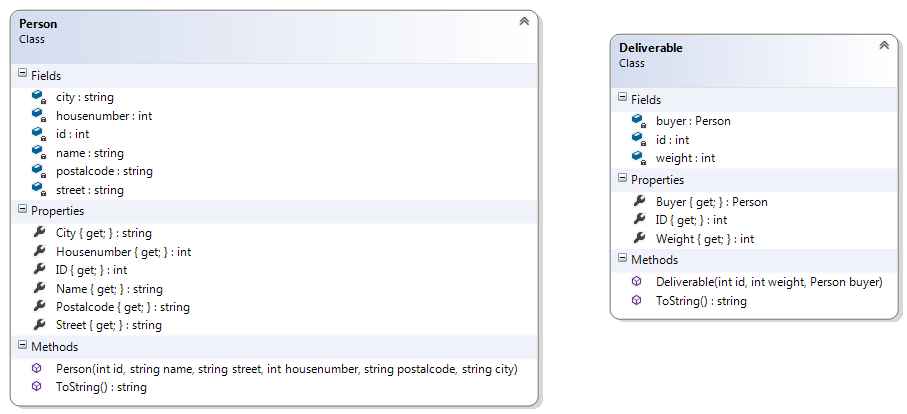 Person
Class
Fields
city : string
housenumber : int
id : int
name : string
postalcode : string
street : string
Properties
City { get; } : string
Housenumber { get; } : int
ID { get; } : int
Name { get; } : string
Postalcode { get; } : string
Street { get; } : string
Methods
Person(int id, string name, string street, int housenumber, string postalcode, string city)
ToString() : string
Deliverable
Class
Fields
buyer : Person
id : int
weight : int
Properties
Buyer { get; } : Person
ID { get; } : int
Weight { get; } : int
Methods
Deliverable(int id, int weight, Person buyer)
ToString() : string